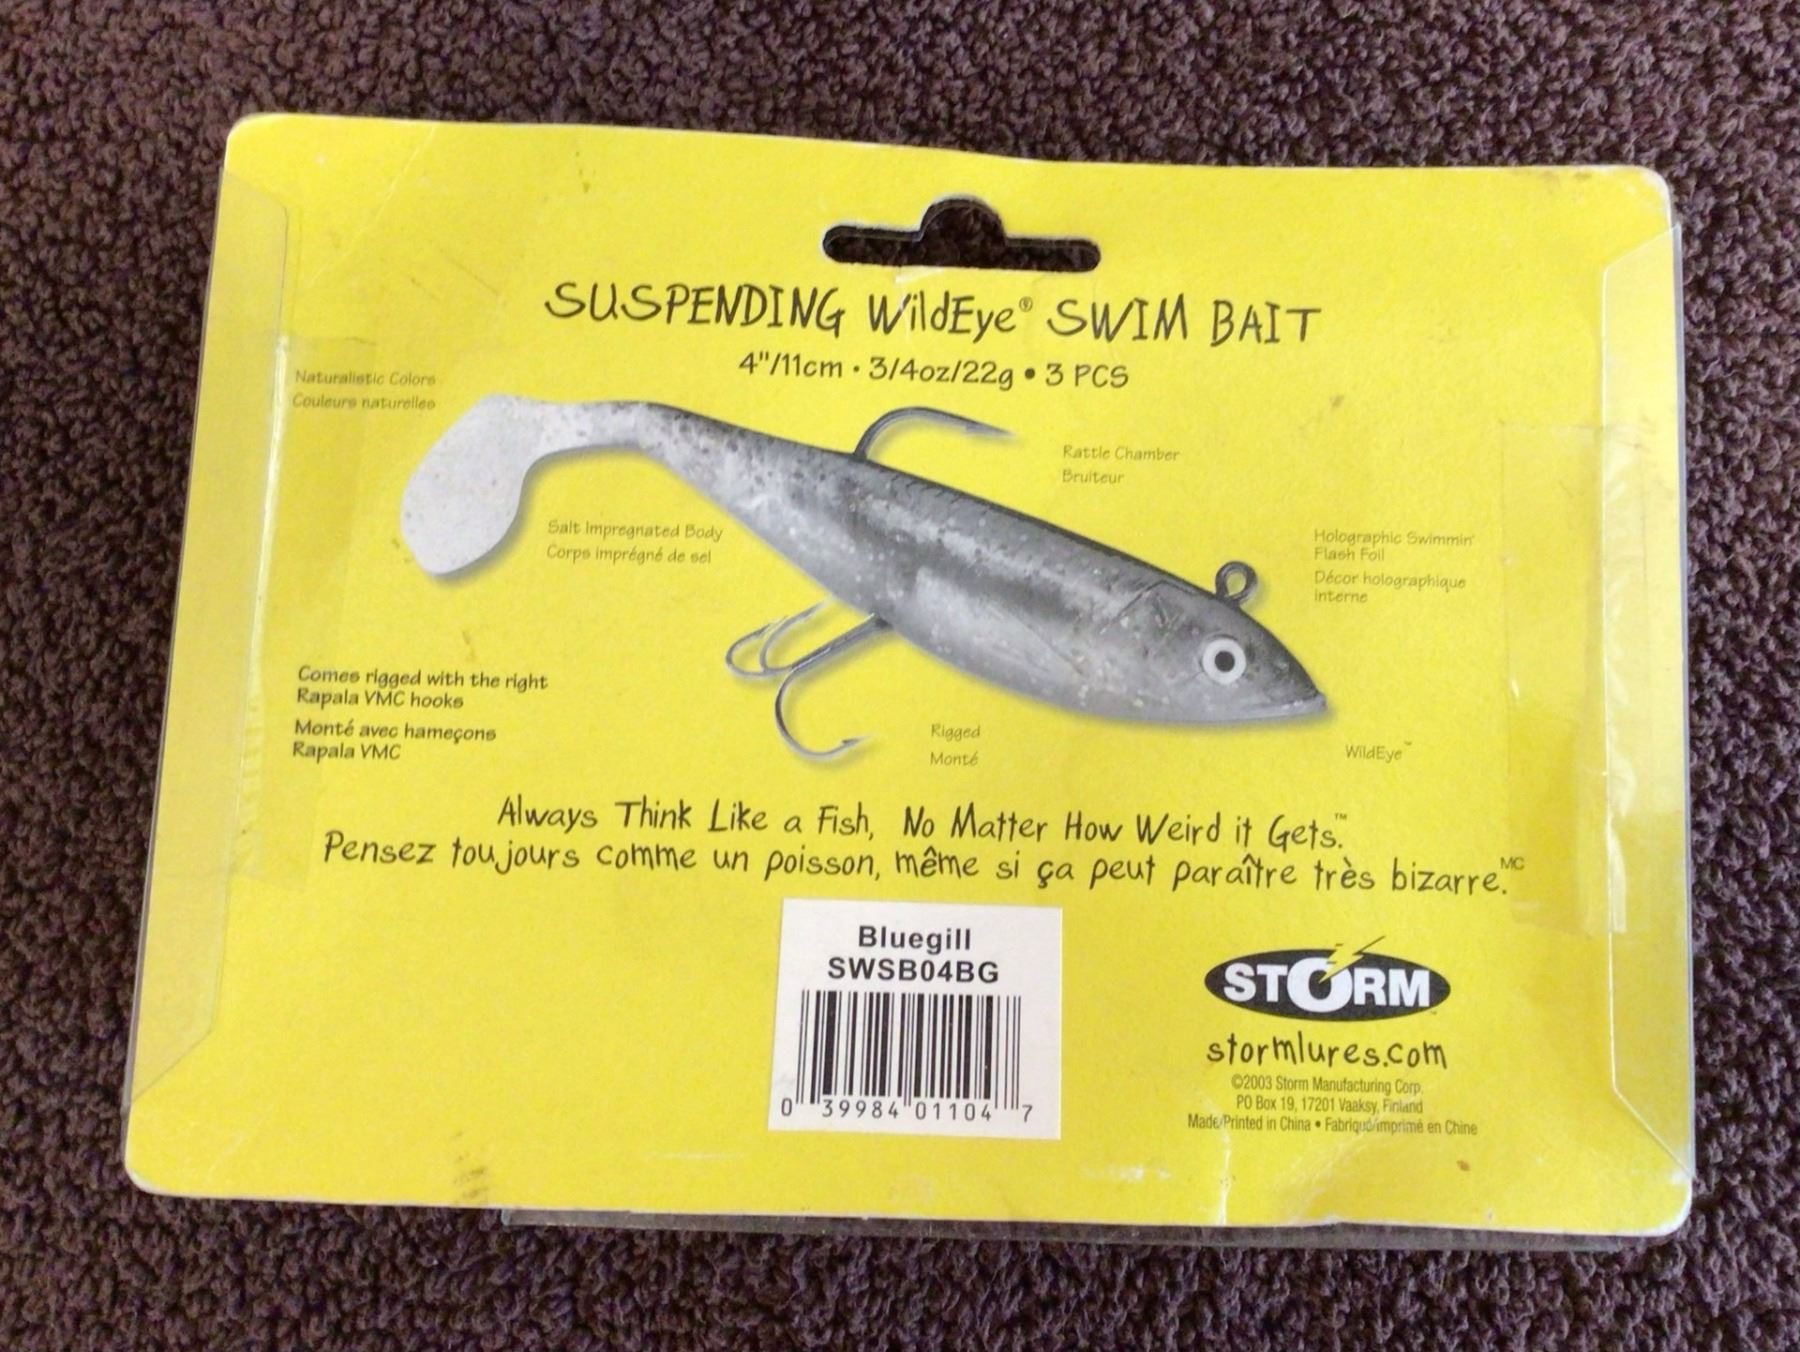 SUSPENDING WildEye® SWIM BAIT
4"/11cm • 3/4oz/22g • 3 PCS
Naturalistic Colors
Couleurs naturelles
Rattle Chamber
Bruiteur
Salt Impregnated Body
Corps imprégné de sel
Holographic Swimmin'
Flash Foil
Décor holographique
interne
Comes rigged with the right
Rapala VMC hooks
Monté avec hameçons
Rapala VMC
Rigged
Monté
WildEye™
Always Think Like a Fish, No Matter How Weird it Gets.™
Pensez toujours comme un poisson, même si ça peut paraître très bizarre.MC
Bluegill
SWSB04BG
0 39984 01104 7
STORM™
stormlures.com
©2003 Storm Manufacturing Corp.
PO Box 19, 17201 Vaaksy, Finland
Made/Printed in China • Fabriqué/imprimé en Chine